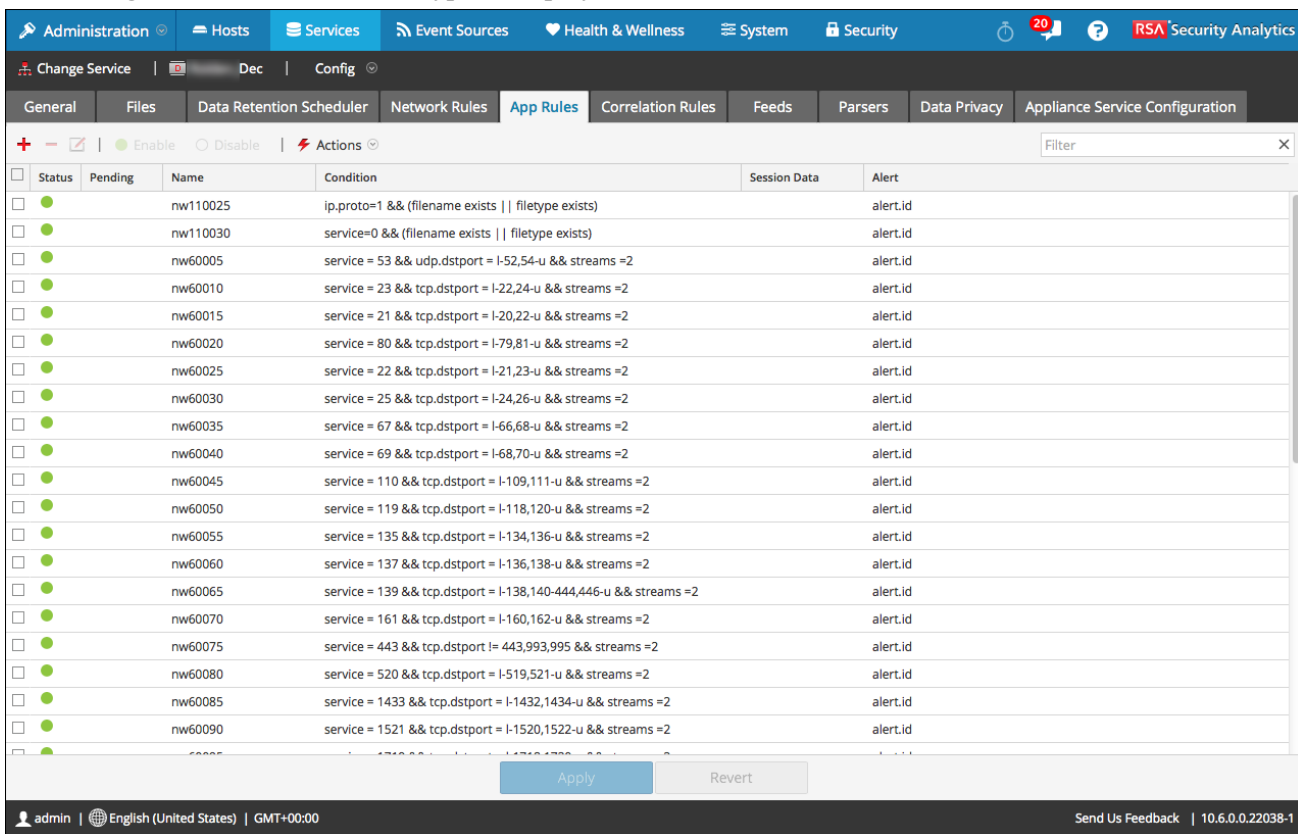 Administration Hosts Services Event Sources Health & Wellness System Security 20 ? RSA Security Analytics
Change Service | Dec | Config
General Files Data Retention Scheduler Network Rules App Rules Correlation Rules Feeds Parsers Data Privacy Appliance Service Configuration
Enable Disable | Actions Filter
Status Pending Name Condition Session Data Alert
nw110025 ip.proto=1 && (filename exists || filetype exists) alert.id
nw110030 service=0 && (filename exists || filetype exists) alert.id
nw60005 service = 53 && udp.dstport = l-52,54-u && streams =2 alert.id
nw60010 service = 23 && tcp.dstport = l-22,24-u && streams =2 alert.id
nw60015 service = 21 && tcp.dstport = l-20,22-u && streams =2 alert.id
nw60020 service = 80 && tcp.dstport = l-79,81-u && streams =2 alert.id
nw60025 service = 22 && tcp.dstport = l-21,23-u && streams =2 alert.id
nw60030 service = 25 && tcp.dstport = l-24,26-u && streams =2 alert.id
nw60035 service = 67 && tcp.dstport = l-66,68-u && streams =2 alert.id
nw60040 service = 69 && tcp.dstport = l-68,70-u && streams =2 alert.id
nw60045 service = 110 && tcp.dstport = l-109,111-u && streams =2 alert.id
nw60050 service = 119 && tcp.dstport = l-118,120-u && streams =2 alert.id
nw60055 service = 135 && tcp.dstport = l-134,136-u && streams =2 alert.id
nw60060 service = 137 && tcp.dstport = l-136,138-u && streams =2 alert.id
nw60065 service = 139 && tcp.dstport = l-138,140-444,446-u && streams =2 alert.id
nw60070 service = 161 && tcp.dstport = l-160,162-u && streams =2 alert.id
nw60075 service = 443 && tcp.dstport != 443,993,995 && streams =2 alert.id
nw60080 service = 520 && tcp.dstport = l-519,521-u && streams =2 alert.id
nw60085 service = 1433 && tcp.dstport = l-1432,1434-u && streams =2 alert.id
nw60090 service = 1521 && tcp.dstport = l-1520,1522-u && streams =2 alert.id
Apply Revert
admin | English (United States) | GMT+00:00 Send Us Feedback | 10.6.0.0.22038-1